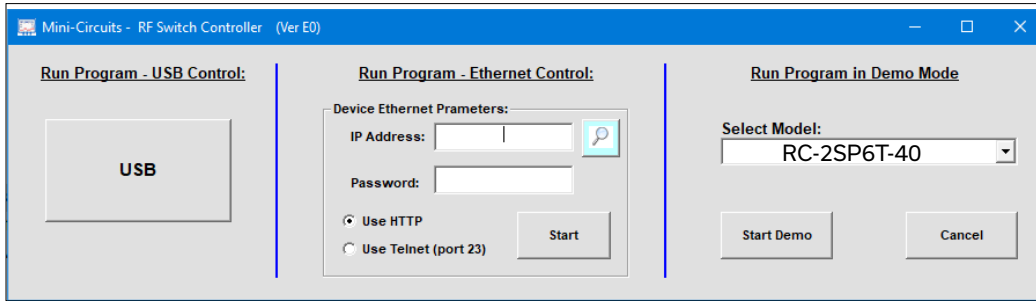 Mini-Circuits - RF Switch Controller (Ver E0)
Run Program - USB Control:
USB
Run Program - Ethernet Control:
Device Ethernet Prameters:
IP Address:
Password:
Use HTTP
Use Telnet (port 23)
Start
Run Program in Demo Mode
Select Model:
RC-2SP6T-40
Start Demo
Cancel